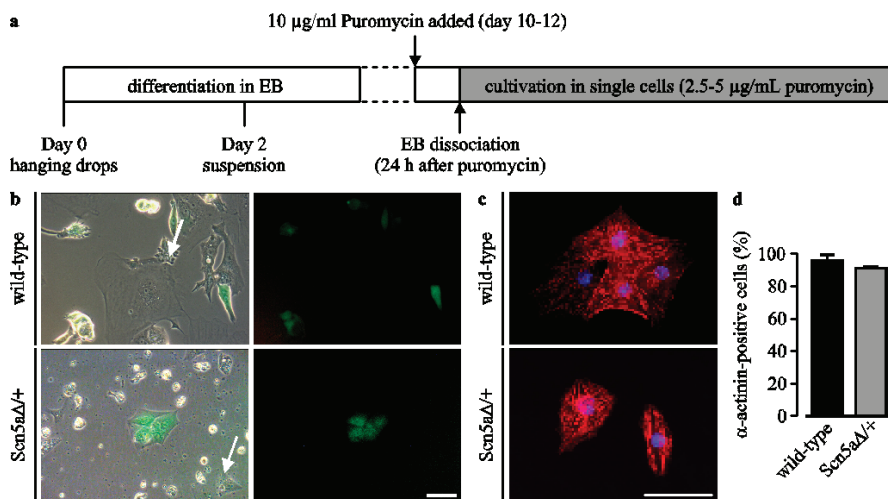 a
10 µg/ml Puromycin added (day 10-12)
differentiation in EB
cultivation in single cells (2.5-5 µg/mL puromycin)
Day 0
hanging drops
Day 2
suspension
EB dissociation
(24 h after puromycin)
b
wild-type
Scn5aΔ/+
c
wild-type
Scn5aΔ/+
d
α-actinin-positive cells (%)
100
80
60
40
20
0
wild-type
Scn5aΔ/+